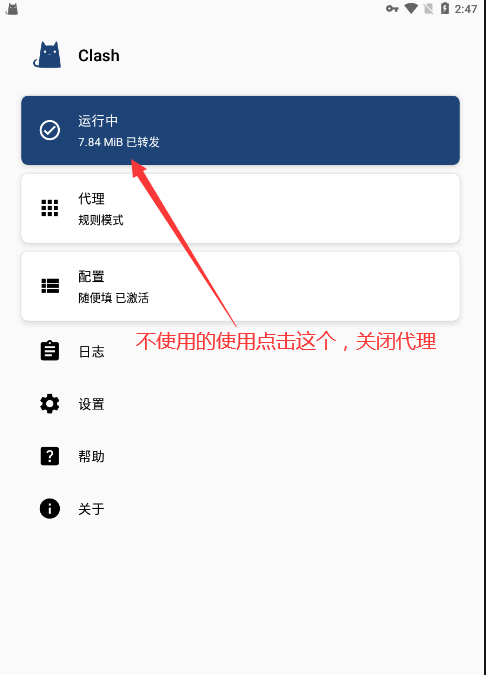 2:47
Clash
运行中
7.84 MiB 已转发
代理
规则模式
配置
随便填 已激活
不使用的使用点击这个，关闭代理
日志
设置
帮助
关于